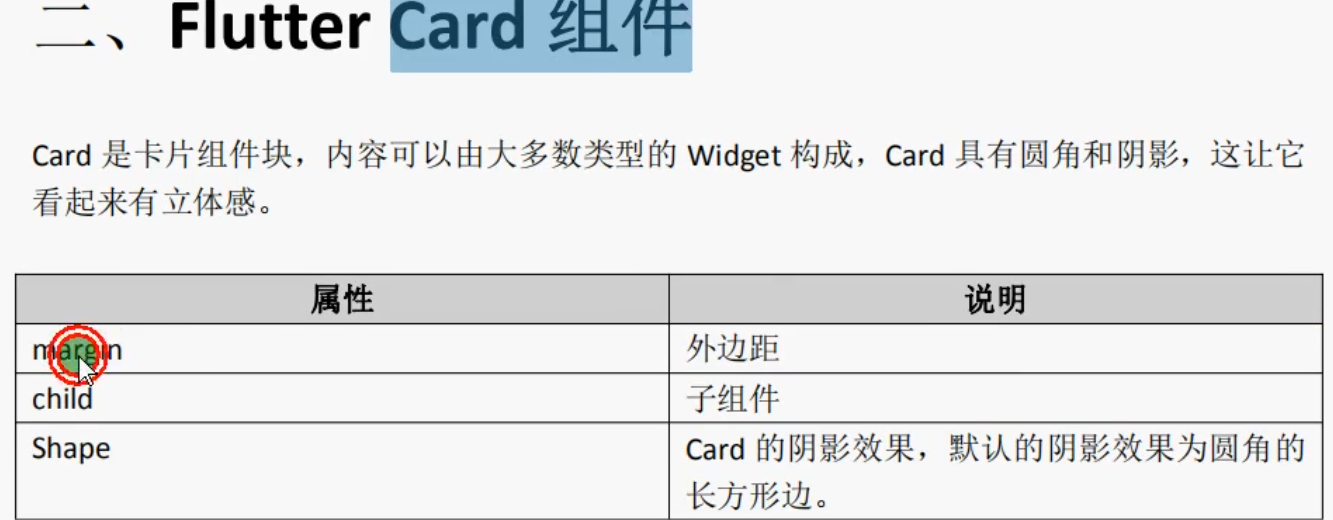 二、Flutter Card 组件
Card 是卡片组件块，内容可以由大多数类型的 Widget 构成，Card 具有圆角和阴影，这让它
看起来有立体感。
属性 说明
margin 外边距
child 子组件
Shape Card 的阴影效果，默认的阴影效果为圆角的
长方形边。